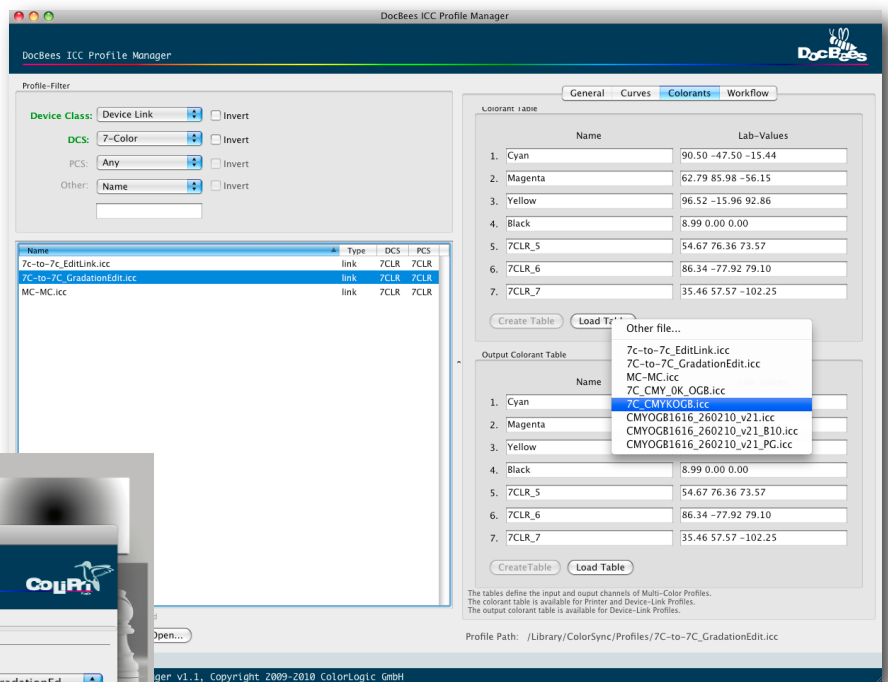 DocBees ICC Profile Manager
DocBees ICC Profile Manager
DocBees
Profile-Filter
Device Class: Device Link Invert
DCS: 7-Color Invert
PCS: Any Invert
Other: Name Invert
Name Type DCS PCS
7c-to-7c_EditLink.icc link 7CLR 7CLR
7C-to-7C_GradationEdit.icc link 7CLR 7CLR
MC-MC.icc link 7CLR 7CLR
General Curves Colorants Workflow
Colorant Table
Name Lab-Values
1. Cyan 90.50 -47.50 -15.44
2. Magenta 62.79 85.98 -56.15
3. Yellow 96.52 -15.96 92.86
4. Black 8.99 0.00 0.00
5. 7CLR_5 54.67 76.36 73.57
6. 7CLR_6 86.34 -77.92 79.10
7. 7CLR_7 35.46 57.57 -102.25
Create Table Load
Other file...
7c-to-7c_EditLink.icc
7C-to-7C_GradationEdit.icc
MC-MC.icc
7C_CMY_0K_OGB.icc
7C_CMYKOGB.icc
CMYOGB1616_260210_v21.icc
CMYOGB1616_260210_v21_B10.icc
CMYOGB1616_260210_v21_PG.icc
Output Colorant Table
Name
1. Cyan
2. Magenta
3. Yellow
4. Black 8.99 0.00 0.00
5. 7CLR_5 54.67 76.36 73.57
6. 7CLR_6 86.34 -77.92 79.10
7. 7CLR_7 35.46 57.57 -102.25
CreateTable Load Table
The tables define the input and ouput channels of Multi-Color Profiles.
The colorant table is available for Printer and Device-Link Profiles.
The output colorant table is available for Device-Link Profiles.
Profile Path: /Library/ColorSync/Profiles/7C-to-7C_GradationEdit.icc
CoLiPri
Open...)
radationEd
ger v1.1, Copyright 2009-2010 ColorLogic GmbH